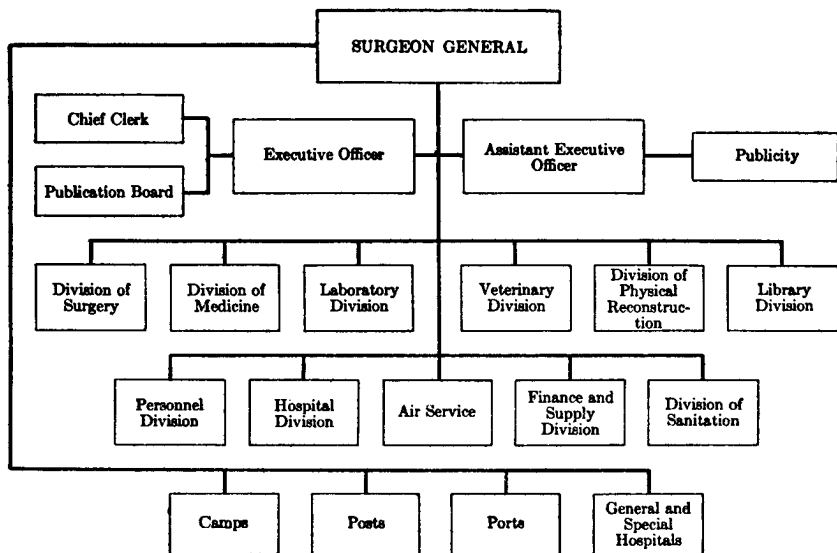 SURGEON GENERAL
Chief Clerk
Executive Officer
Assistant Executive
Officer
Publicity
Publication Board
Division of
Surgery
Division of
Medicine
Laboratory
Division
Veterinary
Division
Division of
Physical
Reconstruc-
tion
Library
Division
Personnel
Division
Hospital
Division
Air Service
Finance and
Supply
Division
Division of
Sanitation
Camps
Posts
Ports
General and
Special
Hospitals